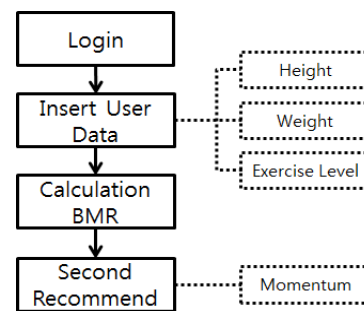 Login
Height
Insert User
Data
Weight
Exercise Level
Calculation
BMR
Second
Recommend
Momentum